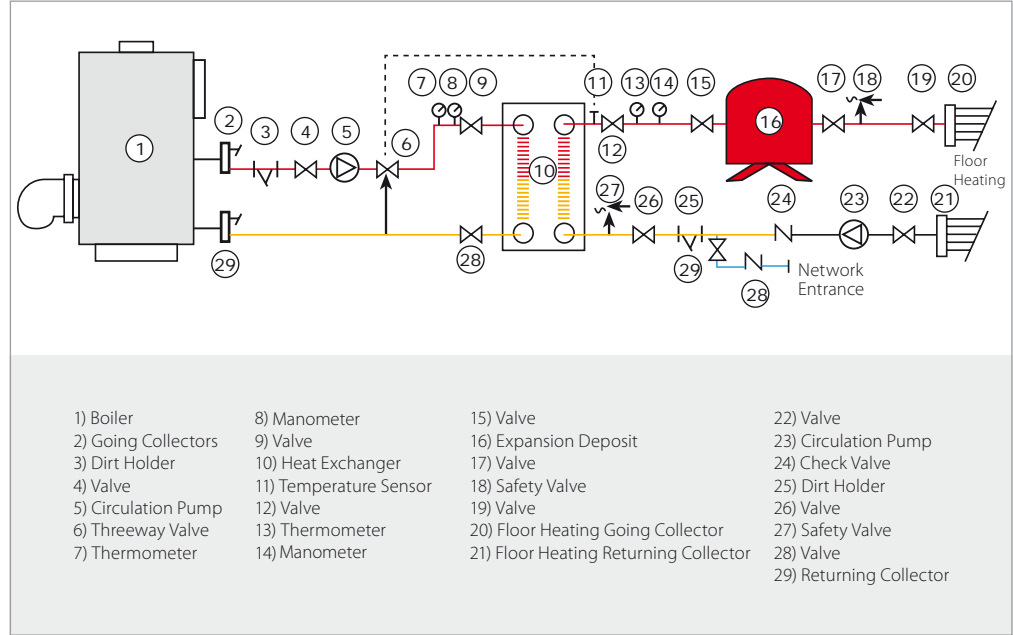 7 8 9 11 13 14 15 17 18 19 20
2 3 4 5 6 12 16
1 10
Floor
Heating
27 26 25 24 23 22 21
29 28 29 28
Network
Entrance
1) Boiler
2) Going Collectors
3) Dirt Holder
4) Valve
5) Circulation Pump
6) Threeway Valve
7) Thermometer
8) Manometer
9) Valve
10) Heat Exchanger
11) Temperature Sensor
12) Valve
13) Thermometer
14) Manometer
15) Valve
16) Expansion Deposit
17) Valve
18) Safety Valve
19) Valve
20) Floor Heating Going Collector
21) Floor Heating Returning Collector
22) Valve
23) Circulation Pump
24) Check Valve
25) Dirt Holder
26) Valve
27) Safety Valve
28) Valve
29) Returning Collector